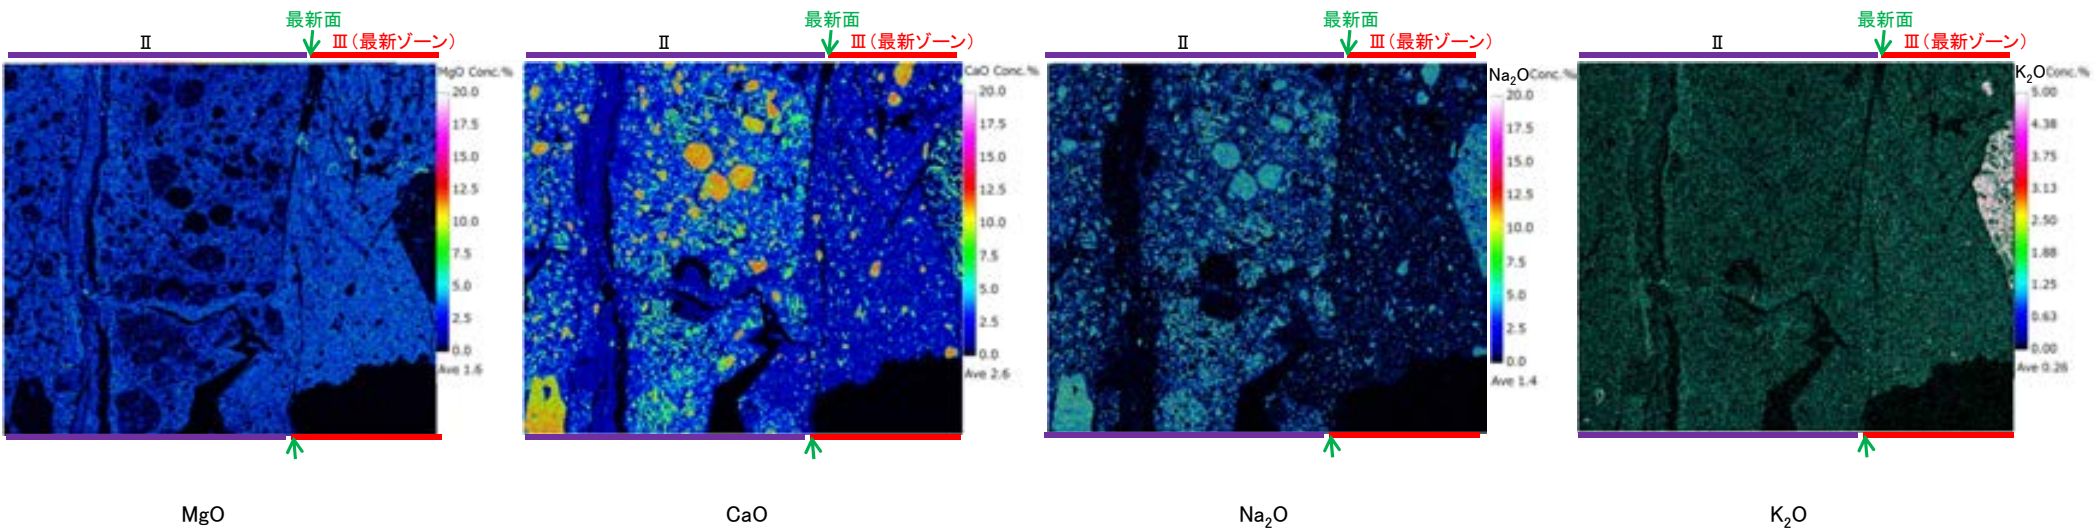 最新面
Ⅱ
Ⅲ(最新ゾーン)
MgO Conc.%
20.0
17.5
15.0
12.5
10.0
7.5
5.0
2.5
0.0
Ave 1.6
MgO
最新面
Ⅱ
Ⅲ(最新ゾーン)
CaO Conc.%
20.0
17.5
15.0
12.5
10.0
7.5
5.0
2.5
0.0
Ave 2.6
CaO
最新面
Ⅱ
Ⅲ(最新ゾーン)
Na₂O Conc.%
20.0
17.5
15.0
12.5
10.0
7.5
5.0
2.5
0.0
Ave 1.4
Na₂O
最新面
Ⅱ
Ⅲ(最新ゾーン)
K₂O Conc.%
5.00
4.38
3.75
3.13
2.50
1.88
1.25
0.63
0.00
Ave 0.26
K₂O